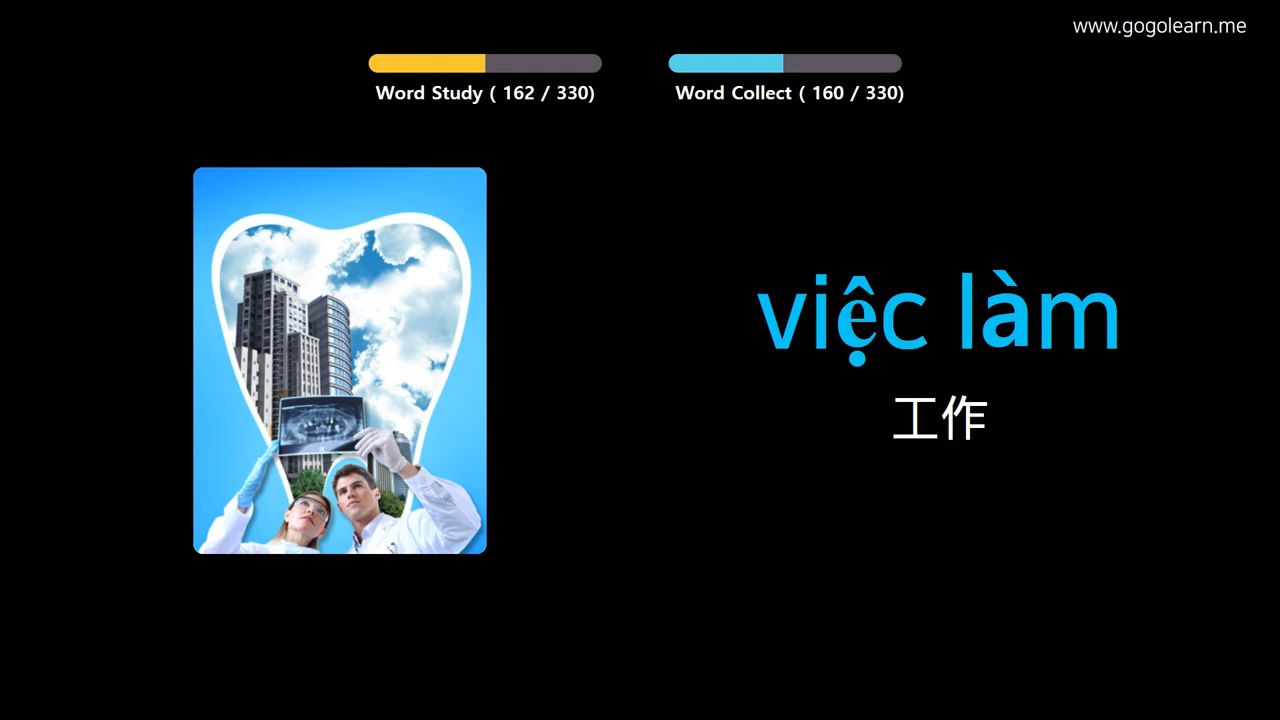 www.gogolearn.me
Word Study ( 162 / 330)
Word Collect ( 160 / 330)
việc làm
工作